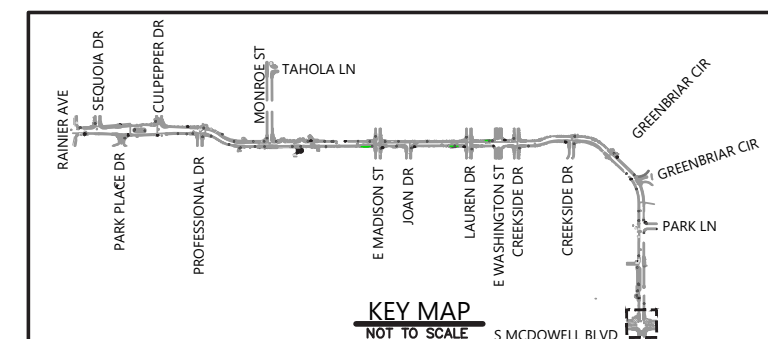 RAINIER AVE
SEQUOIA DR
CULPEPPER DR
MONROE ST
TAHOLA LN
PARK PLACE DR
PROFESSIONAL DR
E MADISON ST
JOAN DR
LAUREN DR
E WASHINGTON ST
CREEKSIDE DR
CREEKSIDE DR
GREENBRIAR CIR
GREENBRIAR CIR
PARK LN
S MCDOWELL BLVD
KEY MAP
NOT TO SCALE